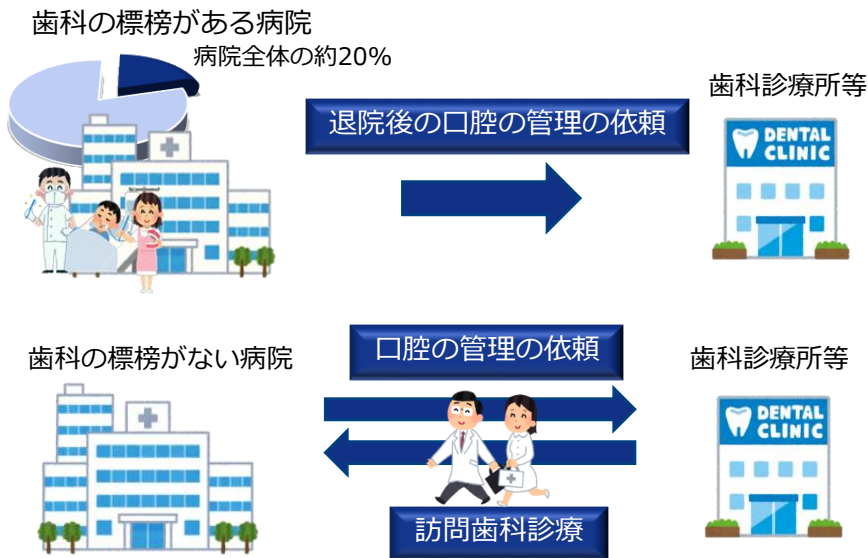 歯科の標榜がある病院
病院全体の約20%
退院後の口腔の管理の依頼
歯科診療所等
DENTAL
CLINIC
歯科の標榜がない病院
口腔の管理の依頼
歯科診療所等
DENTAL
CLINIC
訪問歯科診療